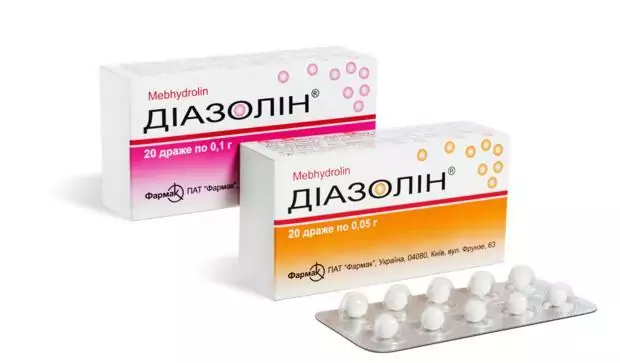 Mebhydrolin
ДІАЗОЛІН®
20 драже по 0,1 г
Фармак ПАТ "Фармак"
Mebhydrolin
ДІАЗОЛІН®
20 драже по 0,05 г
Фармак ПАТ "Фармак", Україна, 04080, Київ, вул. Фрунзе, 63